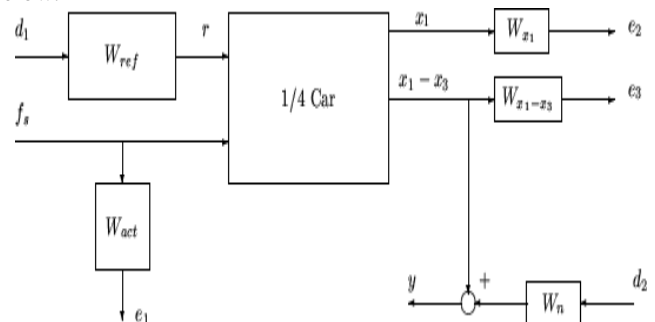 d₁
W_ref
r
1/4 Car
x₁
W_x₁
e₂
x₁ − x₃
W_x₁−x₃
e₃
f_s
W_act
e₁
y
+
W_n
d₂